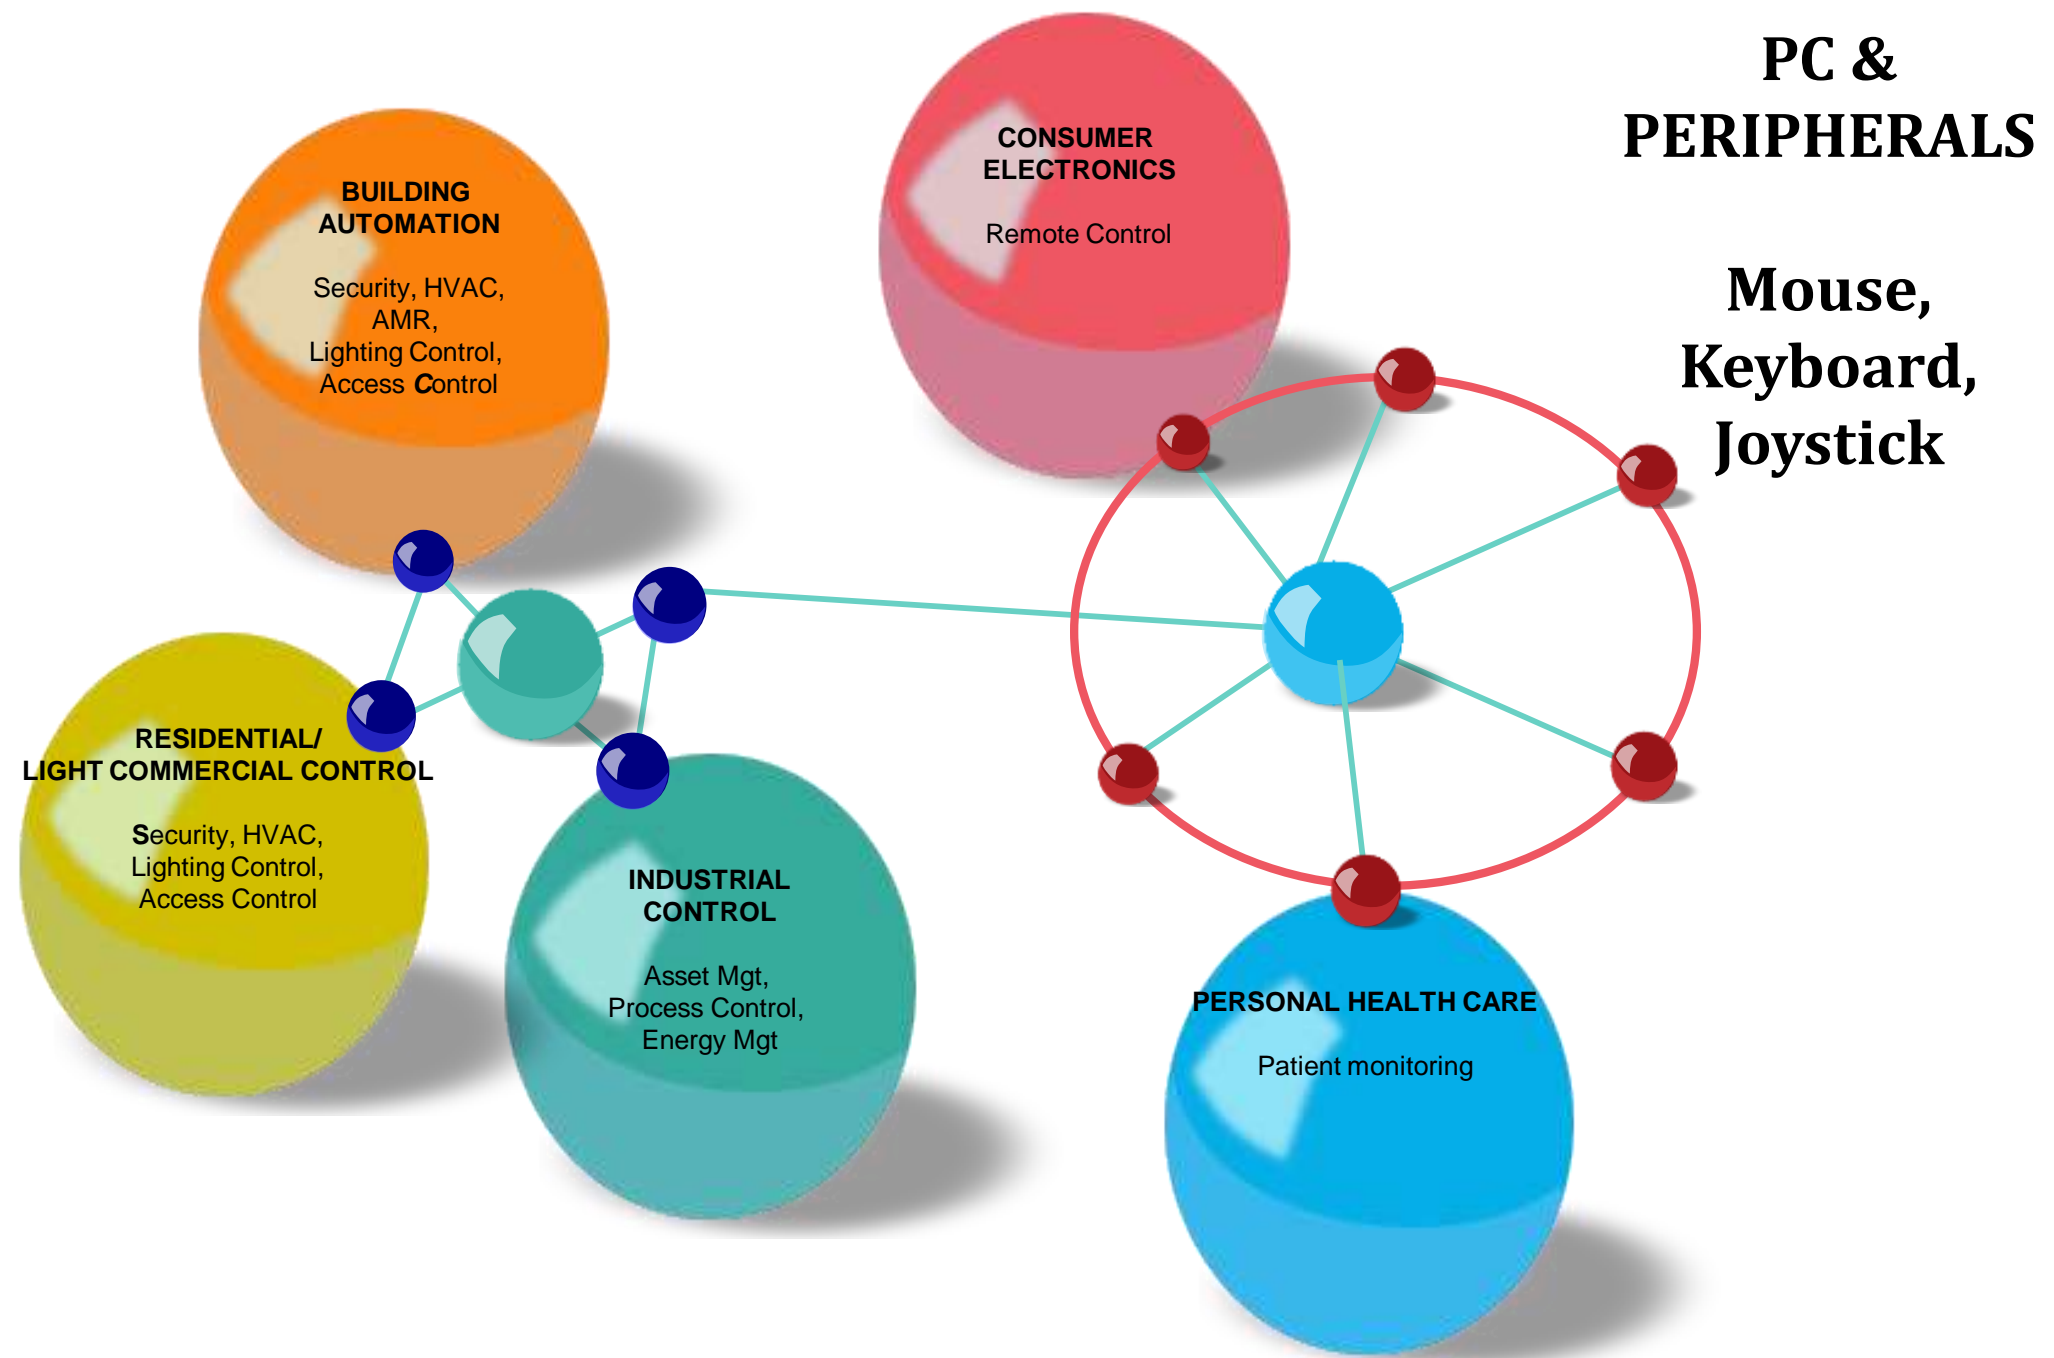 PC &
PERIPHERALS
Mouse,
Keyboard,
Joystick
CONSUMER
ELECTRONICS
Remote Control
BUILDING
AUTOMATION
Security, HVAC,
AMR,
Lighting Control,
Access Control
RESIDENTIAL/
LIGHT COMMERCIAL CONTROL
Security, HVAC,
Lighting Control,
Access Control
INDUSTRIAL
CONTROL
Asset Mgt,
Process Control,
Energy Mgt
PERSONAL HEALTH CARE
Patient monitoring